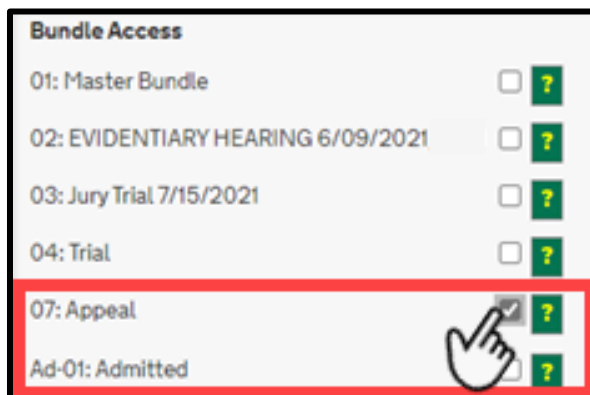 Bundle Access
01: Master Bundle ?
02: EVIDENTIARY HEARING 6/09/2021 ?
03: Jury Trial 7/15/2021 ?
04: Trial ?
07: Appeal ?
Ad-01: Admitted ?